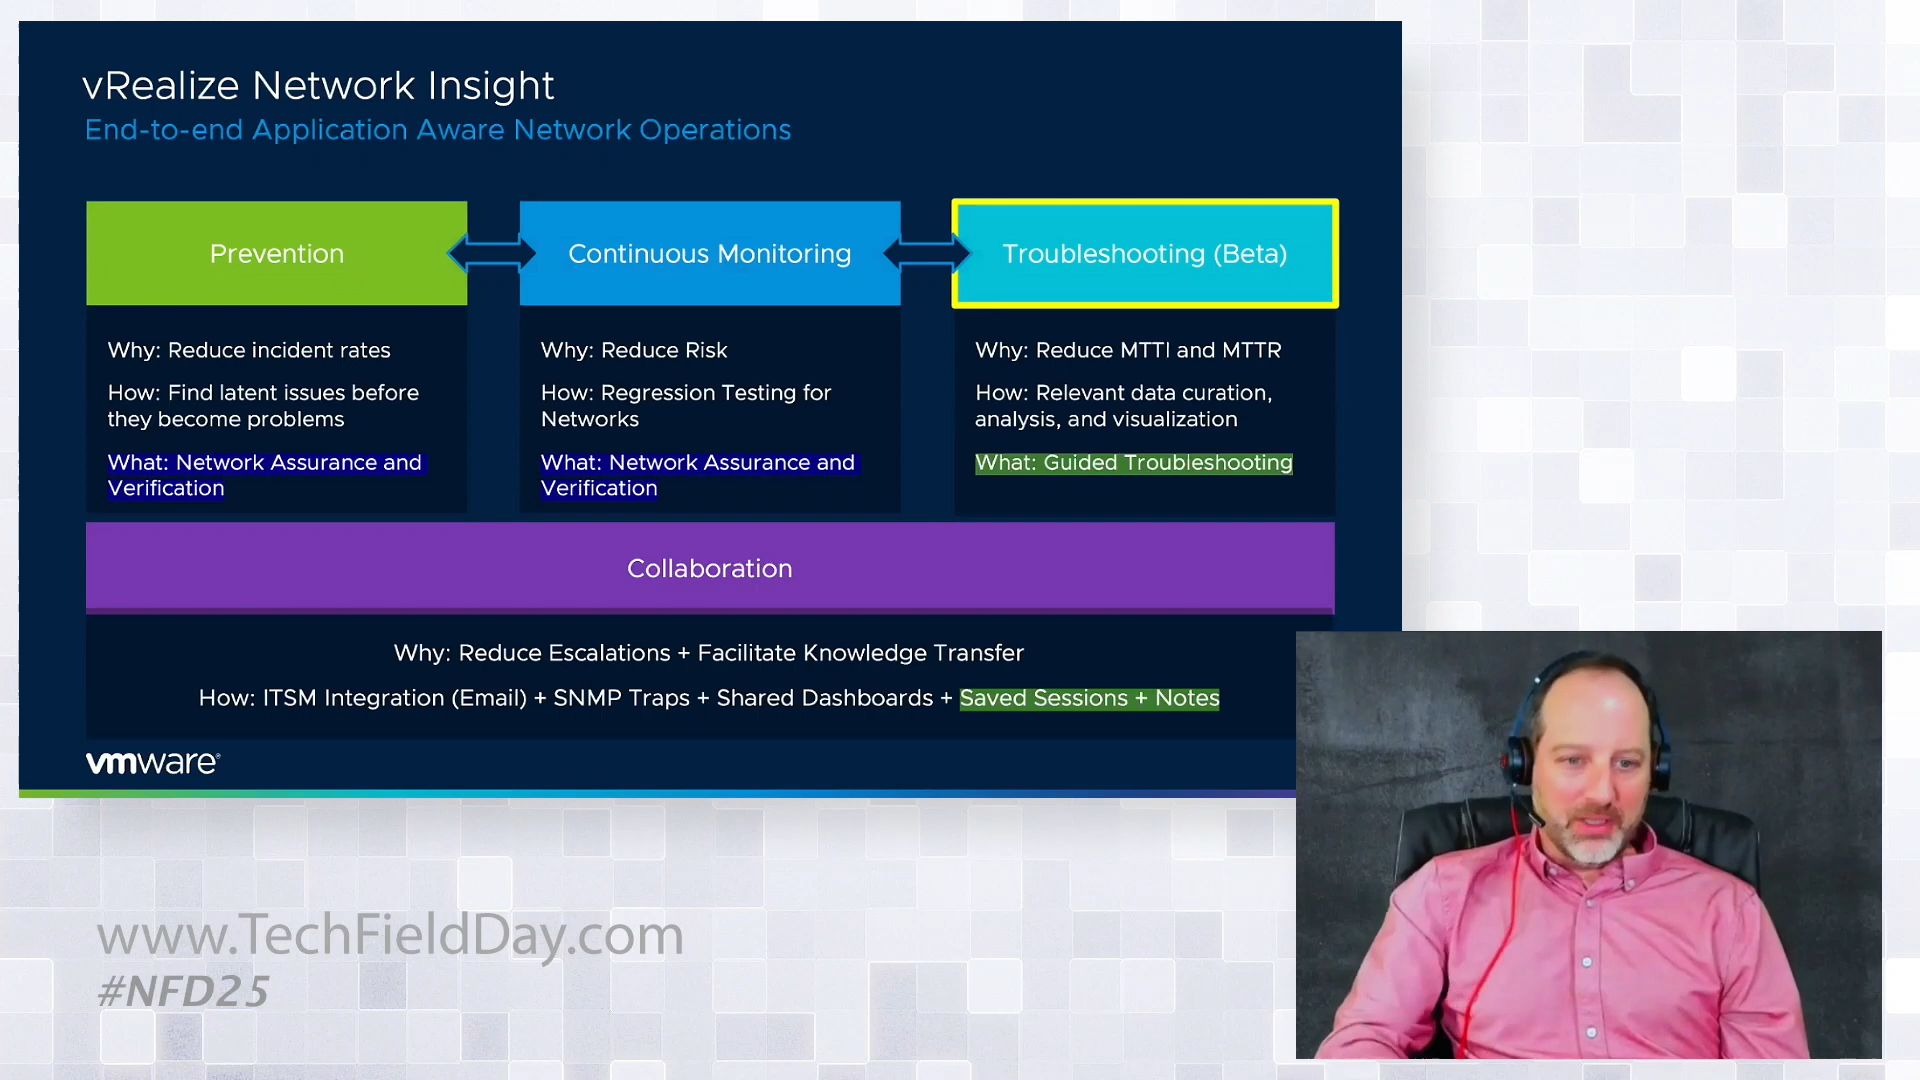 vRealize Network Insight
End-to-end Application Aware Network Operations
Prevention
Why: Reduce incident rates
How: Find latent issues before
they become problems
What: Network Assurance and
Verification
Continuous Monitoring
Why: Reduce Risk
How: Regression Testing for
Networks
What: Network Assurance and
Verification
Troubleshooting (Beta)
Why: Reduce MTTI and MTTR
How: Relevant data curation,
analysis, and visualization
What: Guided Troubleshooting
Collaboration
Why: Reduce Escalations + Facilitate Knowledge Transfer
How: ITSM Integration (Email) + SNMP Traps + Shared Dashboards + Saved Sessions + Notes
vmware®
www.TechFieldDay.com
#NFD25